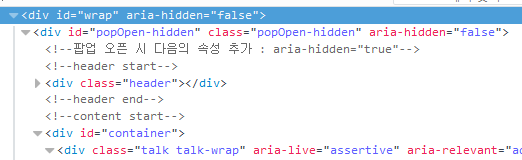 <div id="wrap" aria-hidden="false">
<div id="popOpen-hidden" class="popOpen-hidden" aria-hidden="false">
<!--팝업 오픈 시 다음의 속성 추가 : aria-hidden="true"-->
<!--header start-->
<div class="header"></div>
<!--header end-->
<!--content start-->
<div id="container">
<div class="talk talk-wrap" aria-live="assertive" aria-relevant="ac